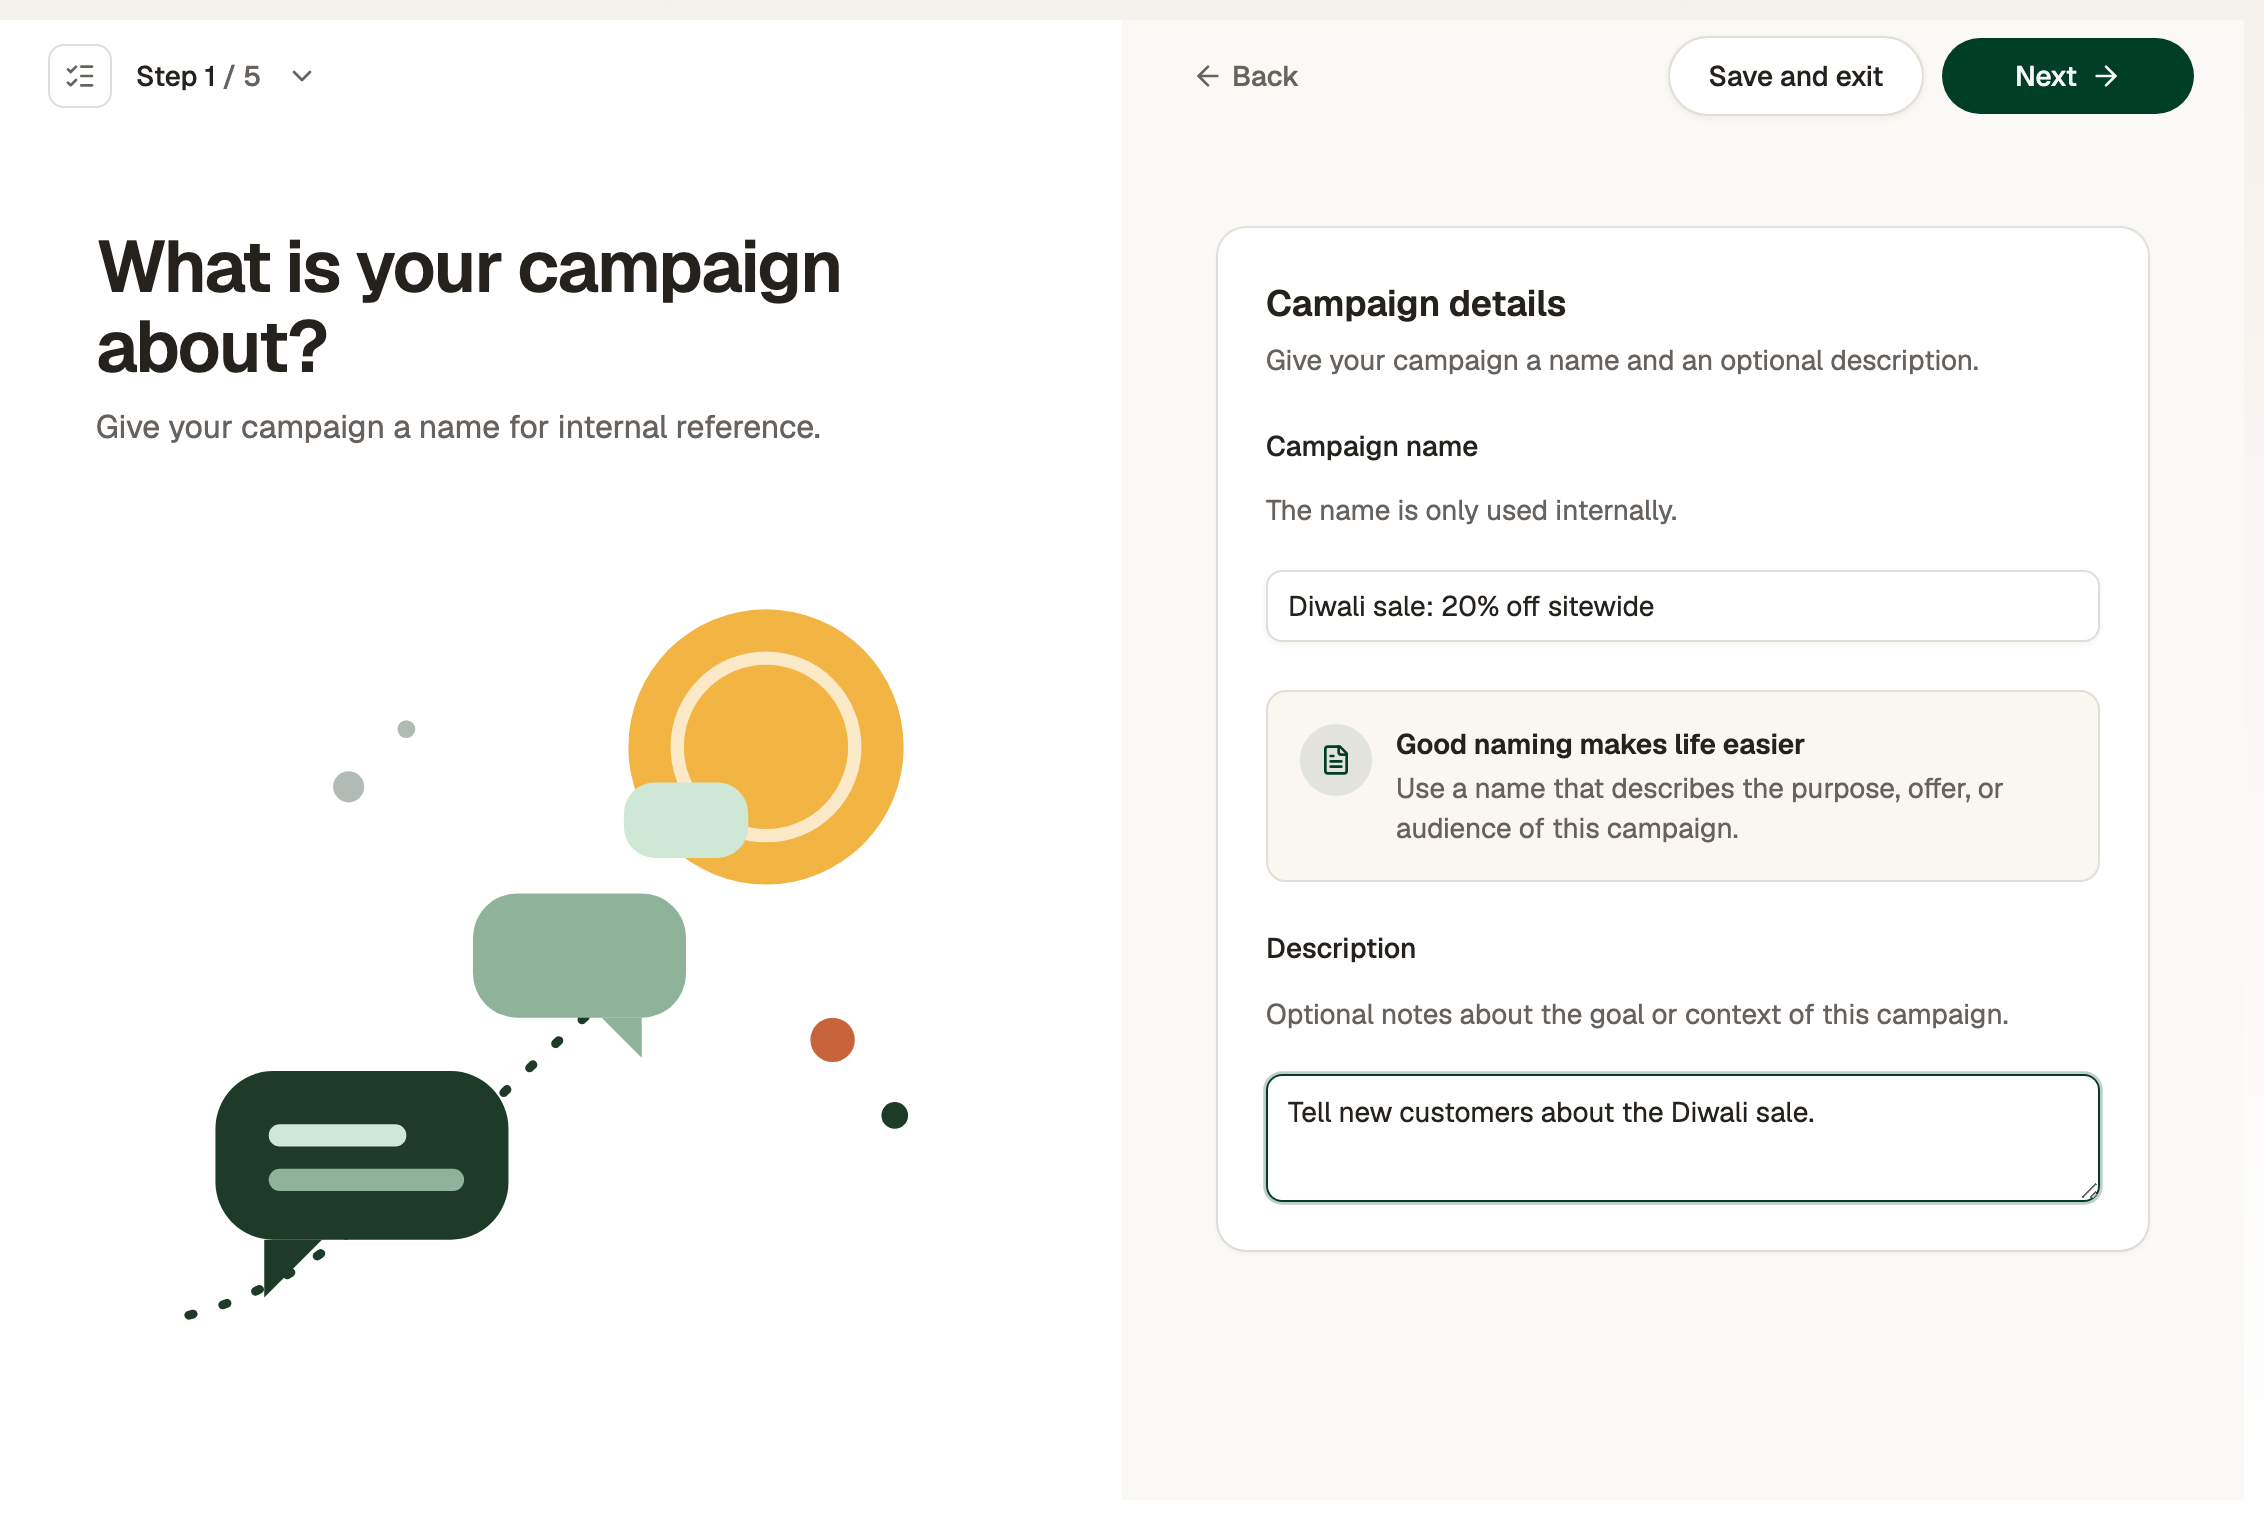 Step 1 / 5
What is your campaign
about?
Give your campaign a name for internal reference.
Back
Save and exit
Next
Campaign details
Give your campaign a name and an optional description.
Campaign name
The name is only used internally.
Diwali sale: 20% off sitewide
Good naming makes life easier
Use a name that describes the purpose, offer, or
audience of this campaign.
Description
Optional notes about the goal or context of this campaign.
Tell new customers about the Diwali sale.